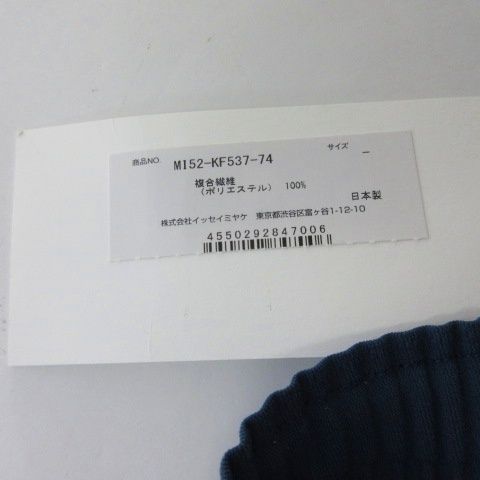 商品NO. MI52-KF537-74 サイズ –
複合繊維
(ポリエステル) 100%
日本製
株式会社イッセイミヤケ 東京都渋谷区富ヶ谷1-12-10
4550292847006